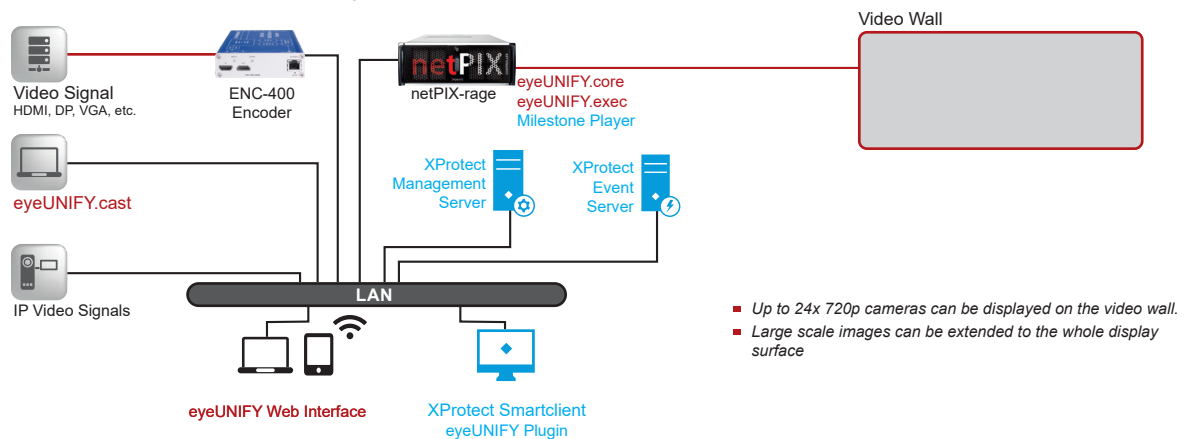 Video Wall
netPIX
Video Signal
HDMI, DP, VGA, etc.
ENC-400
Encoder
netPIX-rage
eyeUNIFY.core
eyeUNIFY.exec
Milestone Player
XProtect
Management
Server
XProtect
Event
Server
eyeUNIFY.cast
IP Video Signals
LAN
Up to 24x 720p cameras can be displayed on the video wall.
Large scale images can be extended to the whole display
surface
eyeUNIFY Web Interface
XProtect Smartclient
eyeUNIFY Plugin